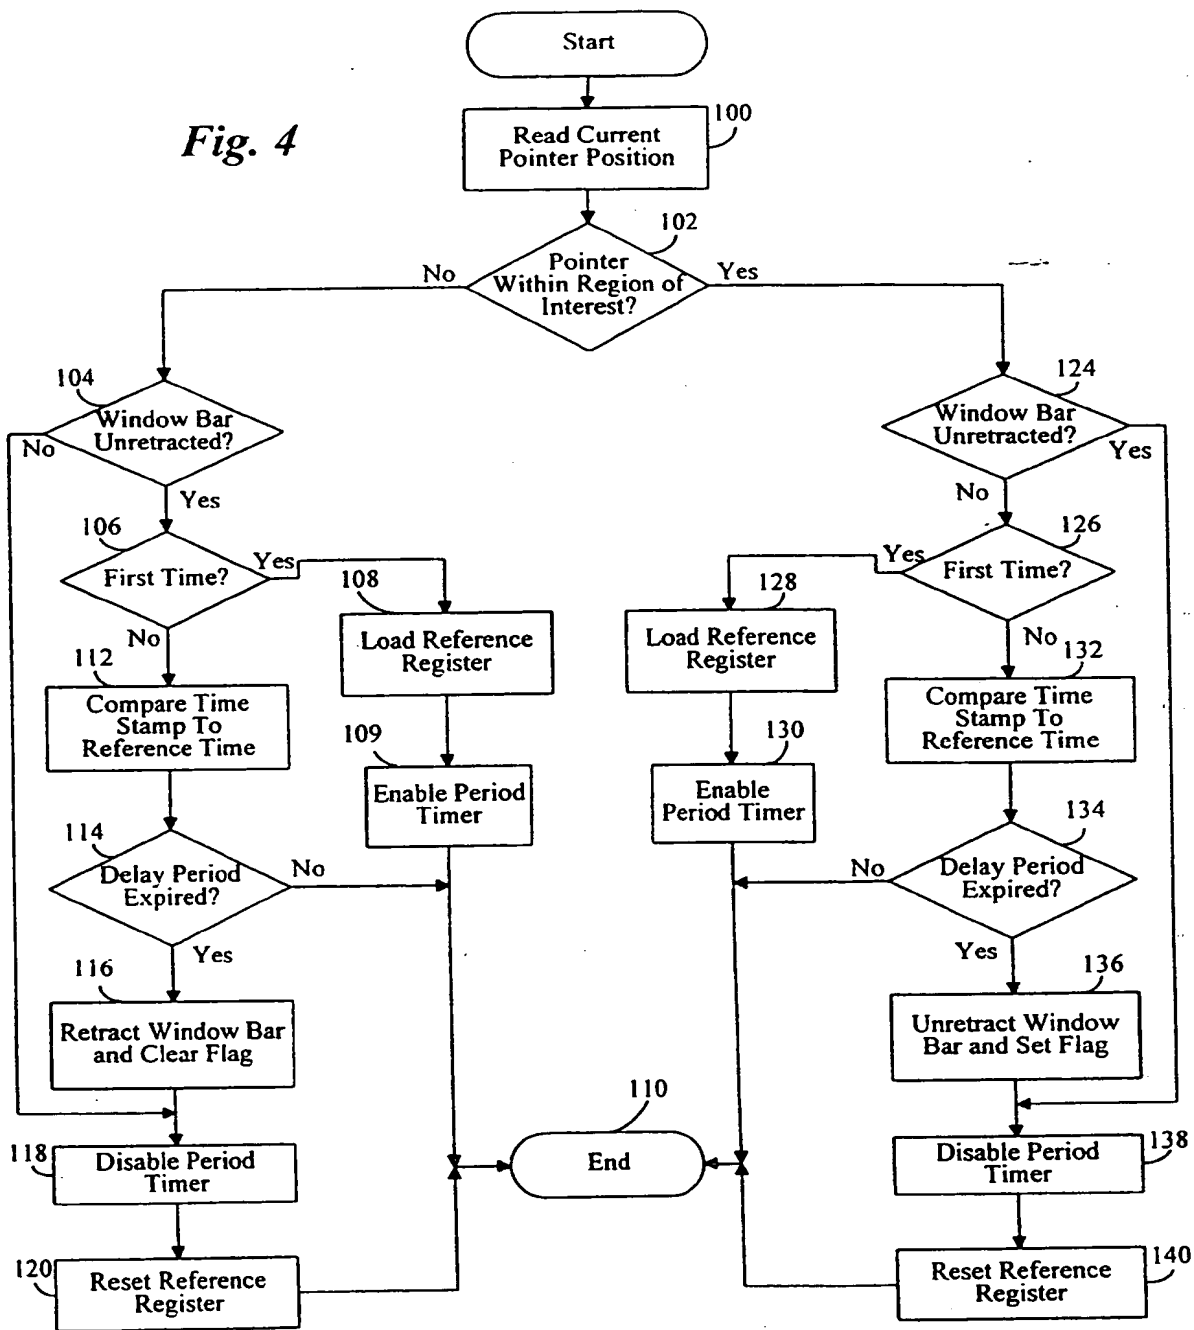 Start
Fig. 4
100
Read Current
Pointer Position
102
Pointer
Within Region of
Interest?
No
Yes
104
Window Bar
Unretracted?
No
Yes
124
Window Bar
Unretracted?
Yes
No
106
First Time?
Yes
No
126
First Time?
Yes
No
108
Load Reference
Register
128
Load Reference
Register
112
Compare Time
Stamp To
Reference Time
132
Compare Time
Stamp To
Reference Time
109
Enable Period
Timer
130
Enable
Period Timer
114
Delay Period
Expired?
No
Yes
134
Delay Period
Expired?
No
Yes
116
Retract Window Bar
and Clear Flag
136
Unretract Window
Bar and Set Flag
110
End
118
Disable Period
Timer
138
Disable Period
Timer
120
Reset Reference
Register
140
Reset Reference
Register